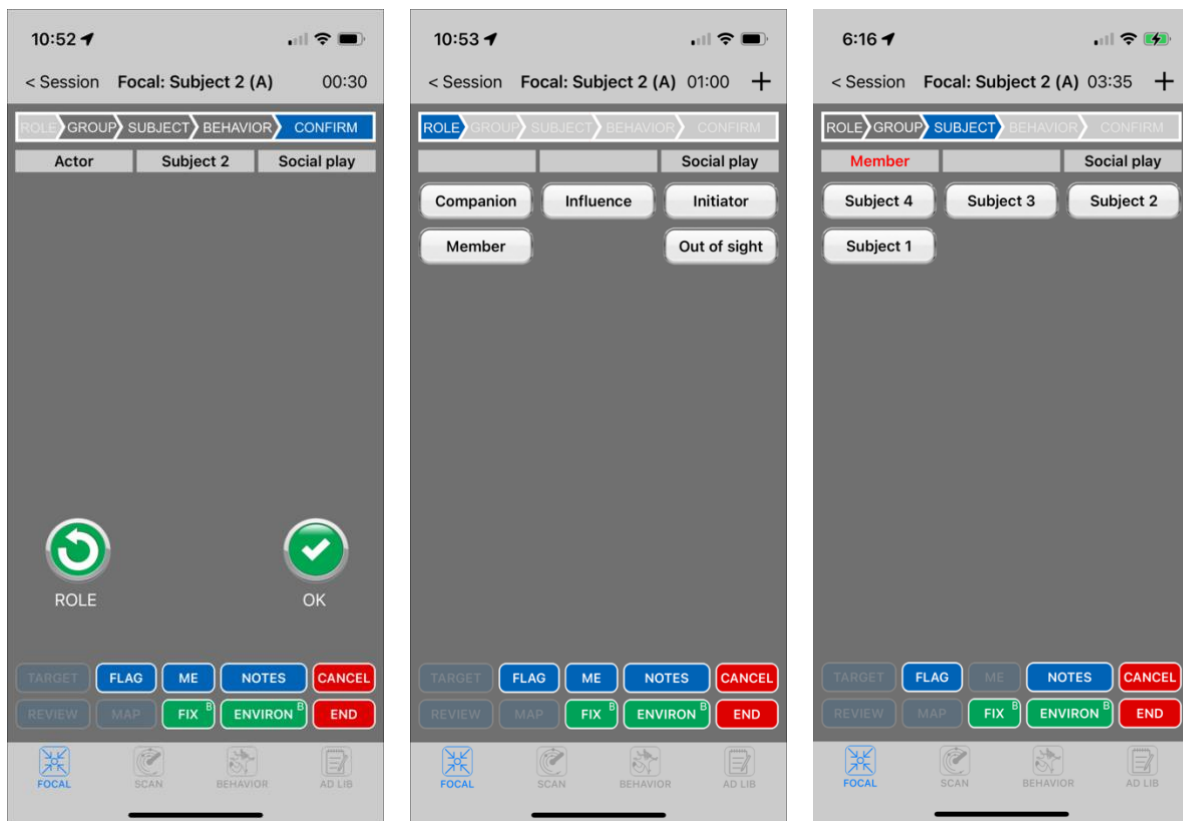 10:52
< Session Focal: Subject 2 (A) 00:30
ROLE GROUP SUBJECT BEHAVIOR CONFIRM
Actor Subject 2 Social play
ROLE OK
TARGET FLAG ME NOTES CANCEL
REVIEW MAP FIX B ENVIRON B END
FOCAL SCAN BEHAVIOR AD LIB
10:53
< Session Focal: Subject 2 (A) 01:00 +
ROLE GROUP SUBJECT BEHAVIOR CONFIRM
Social play
Companion Influence Initiator
Member Out of sight
TARGET FLAG ME NOTES CANCEL
REVIEW MAP FIX B ENVIRON B END
FOCAL SCAN BEHAVIOR AD LIB
6:16
< Session Focal: Subject 2 (A) 03:35 +
ROLE GROUP SUBJECT BEHAVIOR CONFIRM
Member Social play
Subject 4 Subject 3 Subject 2
Subject 1
TARGET FLAG ME NOTES CANCEL
REVIEW MAP FIX B ENVIRON B END
FOCAL SCAN BEHAVIOR AD LIB